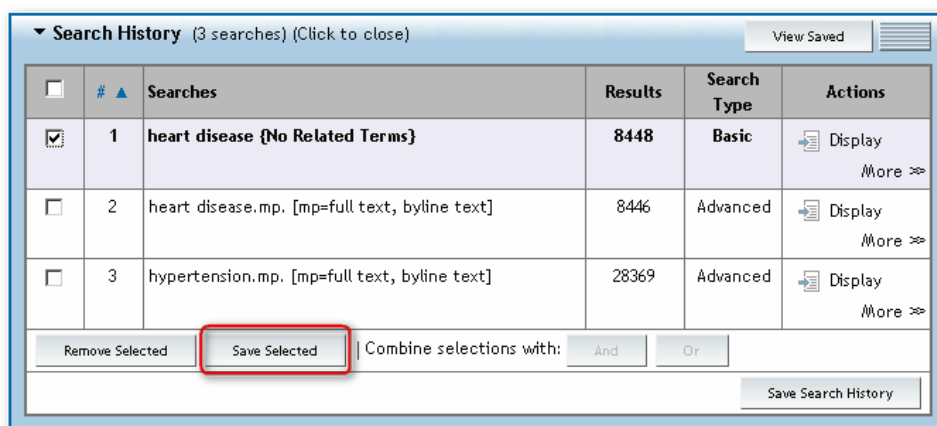 ▼ Search History (3 searches) (Click to close) View Saved
# ▲ Searches Results Search Type Actions
1 heart disease {No Related Terms} 8448 Basic Display
More >>
2 heart disease.mp. [mp=full text, byline text] 8446 Advanced Display
More >>
3 hypertension.mp. [mp=full text, byline text] 28369 Advanced Display
More >>
Remove Selected Save Selected | Combine selections with: And Or
Save Search History